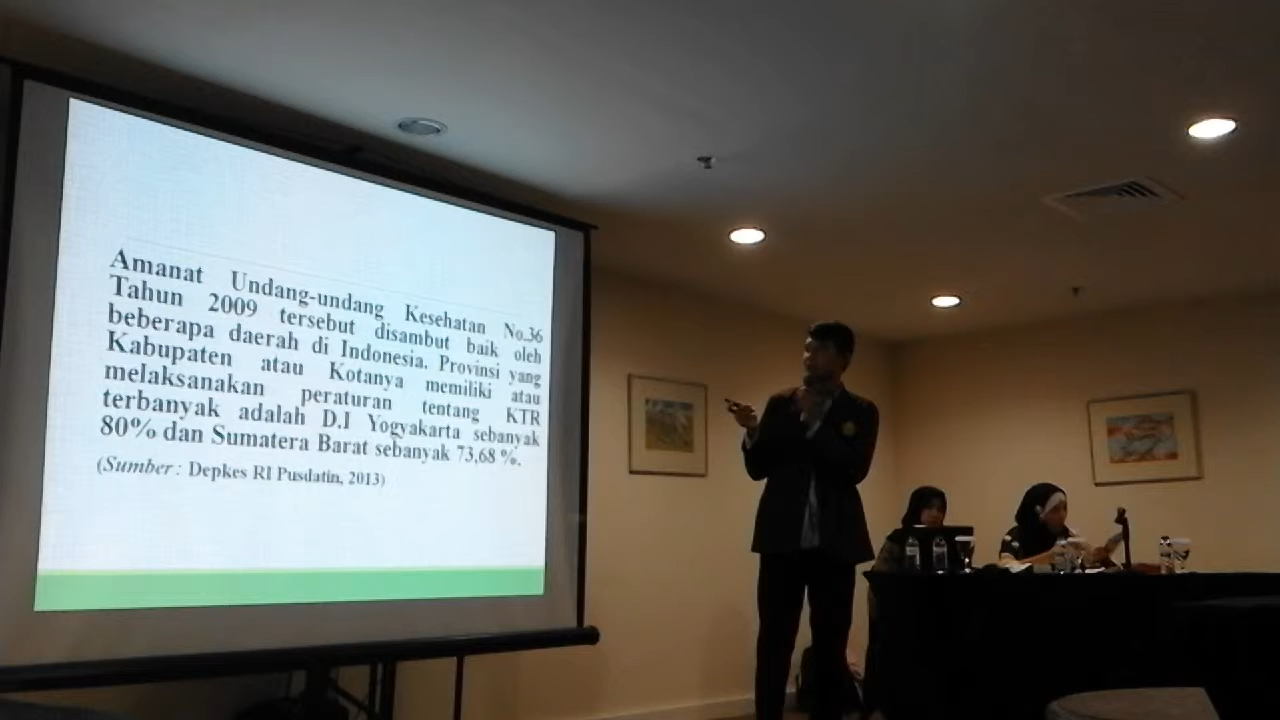 Amanat Undang-undang Kesehatan No.36
Tahun 2009 tersebut disambut baik oleh
beberapa daerah di Indonesia. Provinsi yang
Kabupaten atau Kotanya memiliki atau
melaksanakan peraturan tentang KTR
terbanyak adalah D.I Yogyakarta sebanyak
80% dan Sumatera Barat sebanyak 73,68 %.
(Sumber : Depkes RI Pusdatin, 2013)